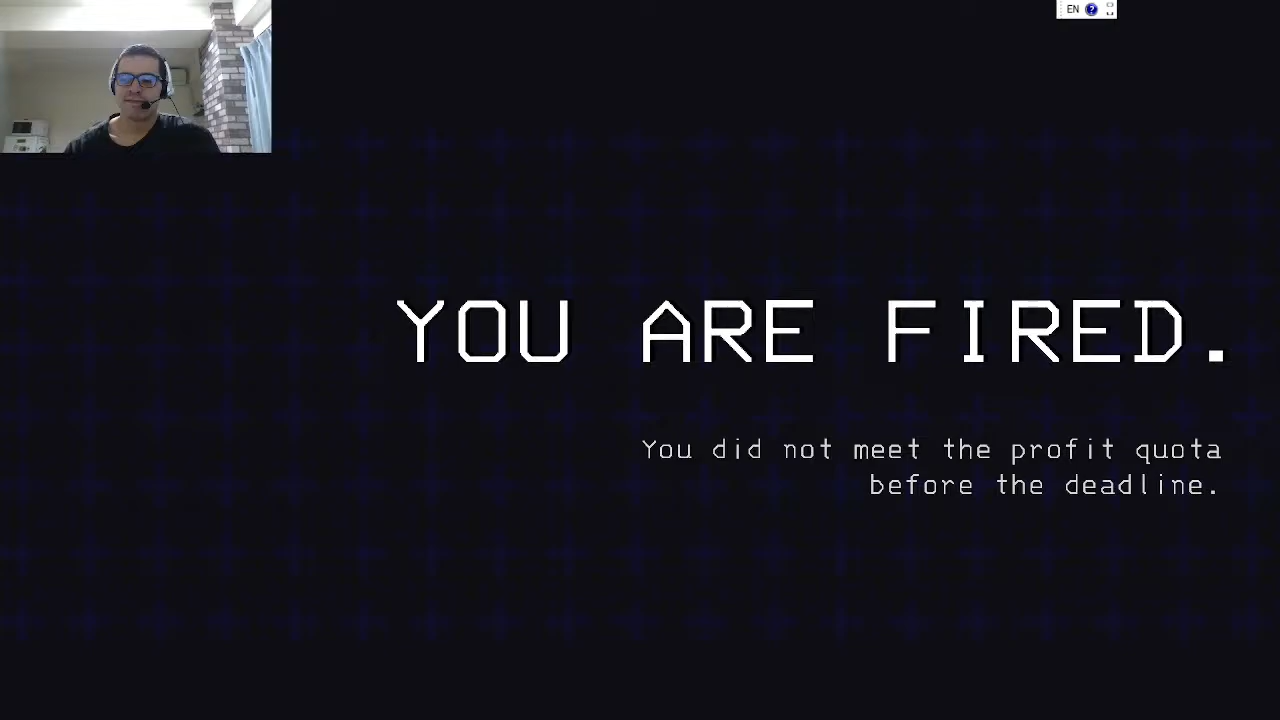 EN
YOU ARE FIRED.
You did not meet the profit quota
before the deadline.